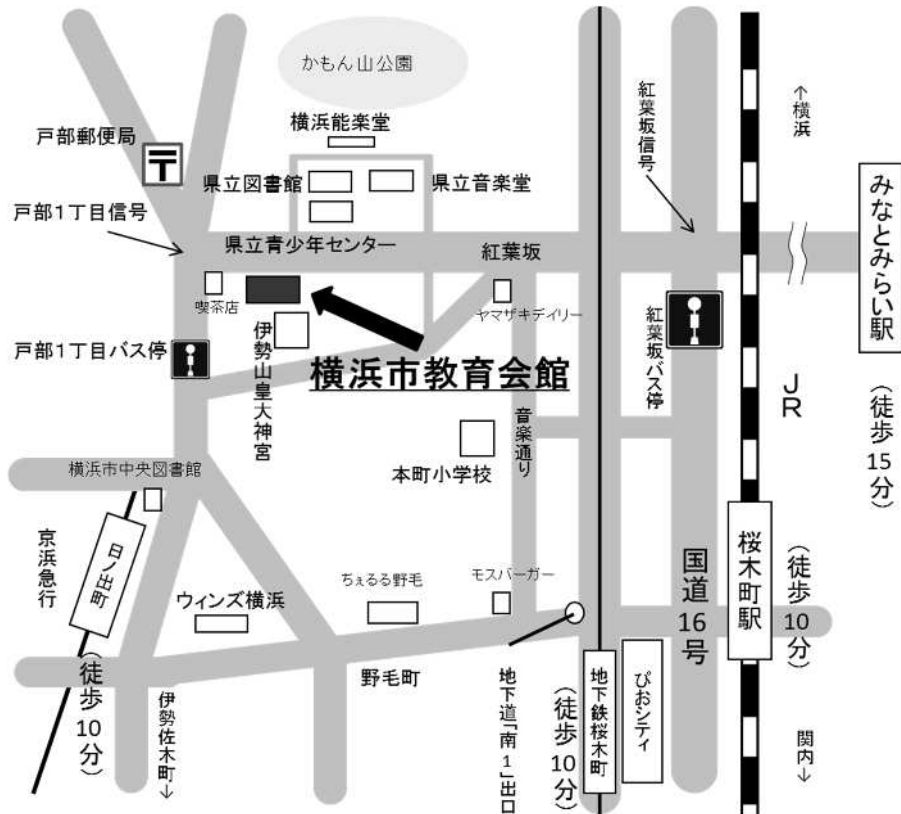 かもん山公園
横浜能楽堂
戸部郵便局
〒
県立図書館
県立音楽堂
戸部1丁目信号
県立青少年センター
紅葉坂
紅葉坂信号
↑横浜
みなとみらい駅
(徒歩15分)
喫茶店
ヤマザキデイリー
伊勢山皇大神宮
戸部1丁目バス停
横浜市教育会館
紅葉坂バス停
JR
音楽通り
本町小学校
横浜市中央図書館
京浜急行
日ノ出町
(徒歩10分)
ウィンズ横浜
ちぇるる野毛
モスバーガー
国道16号
桜木町駅
(徒歩10分)
野毛町
伊勢佐木町↓
地下道「南1」出口
(徒歩10分)
地下鉄桜木町
ぴおシティ
関内↓